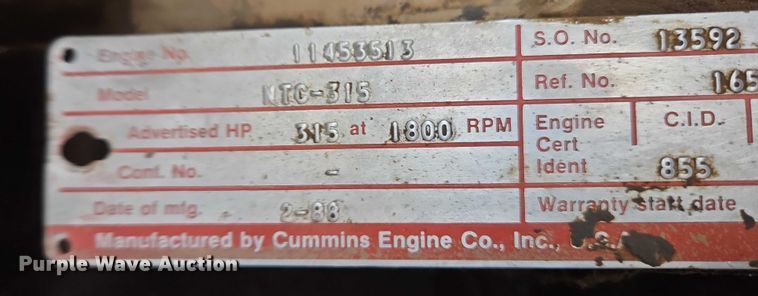 Engine No. 11453513
Model NTC-315
Advertised HP 315 at 1800 RPM
Cont. No. -
Date of mfg. 2-88
S.O. No. 13592
Ref. No. 165
Engine Cert Ident
C.I.D.
855
Warranty start date
Manufactured by Cummins Engine Co., Inc., U.S.A.
Purple Wave Auction